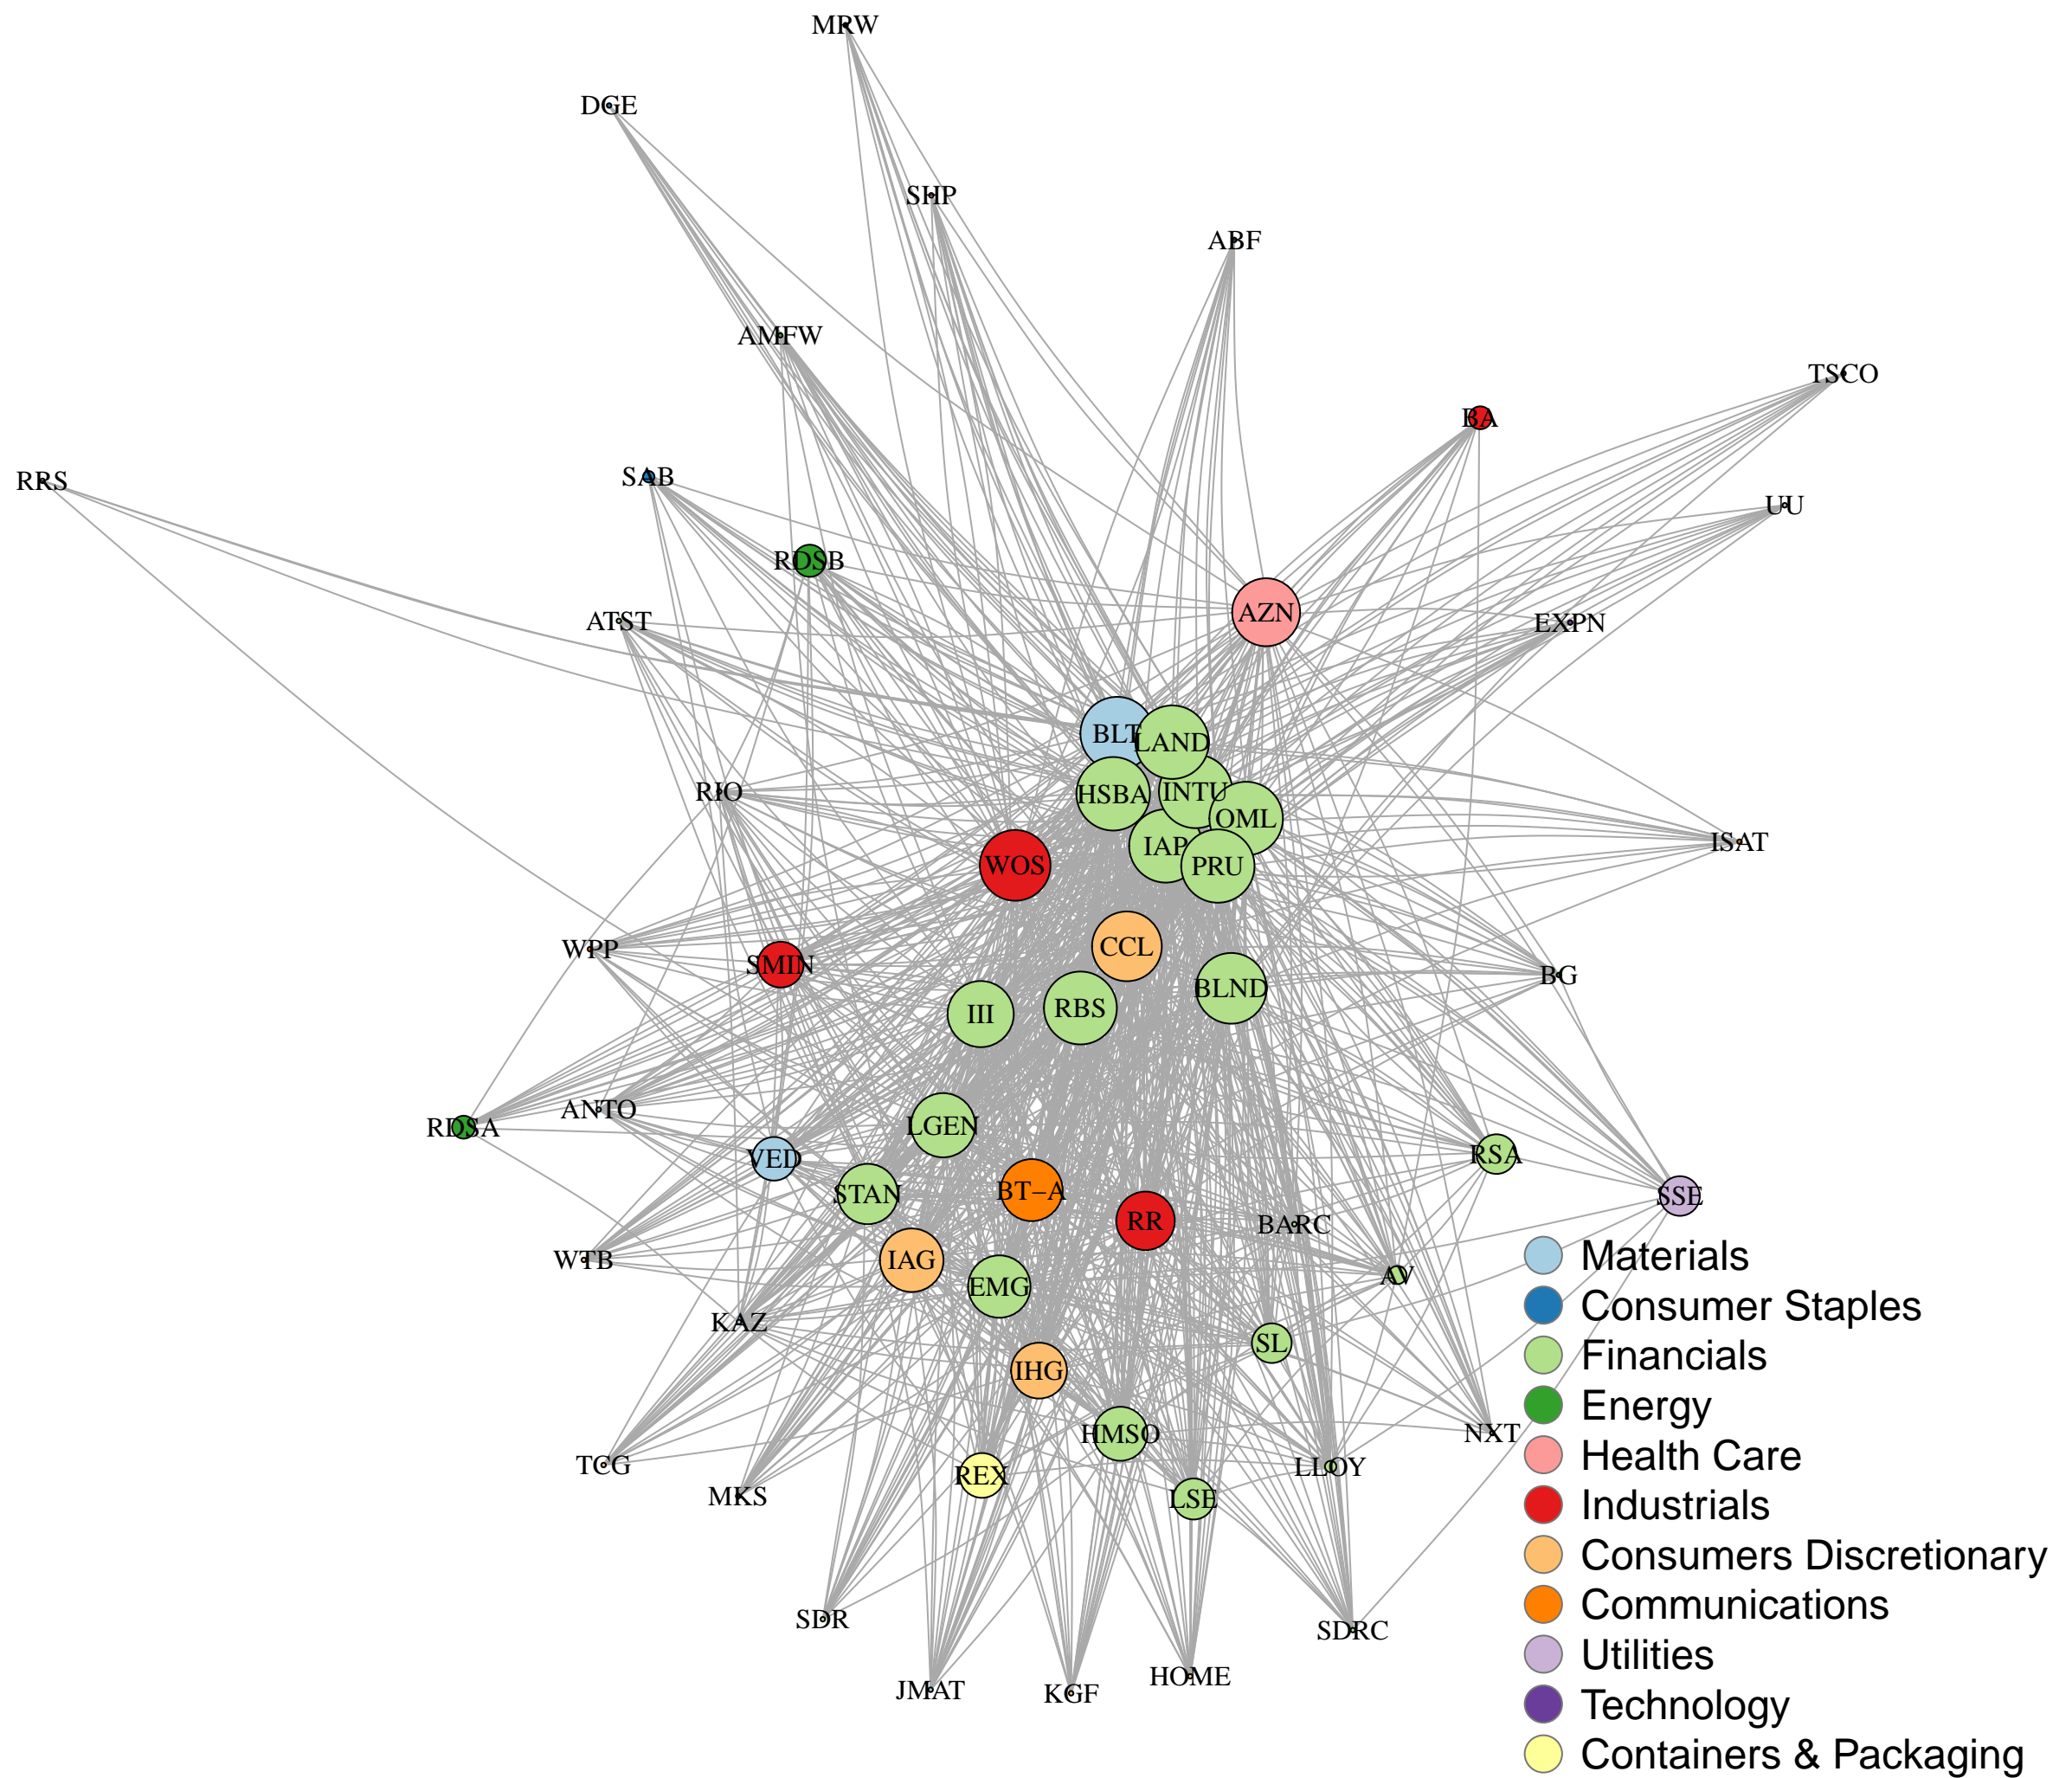 MRW
DGE
SHP
ABF
AMFW
TSCO
BA
SAB
RRS
UU
RDSB
AZN
ATST
EXPN
BLT
LAND
RIO
HSBA
INTU
OML
ISAT
IAP
WOS
PRU
CCL
WPP
SMIN
BG
BLND
III
RBS
ANTO
RDSA
LGEN
RSA
VED
STAN
BT-A
SSE
RR
BARC
WTB
IAG
AV
EMG
KAZ
SL
IHG
HMSO
NXT
TCG
LLOY
REX
MKS
LSE
SDR
SDRC
HOME
JMAT
KGF
Materials
Consumer Staples
Financials
Energy
Health Care
Industrials
Consumers Discretionary
Communications
Utilities
Technology
Containers & Packaging